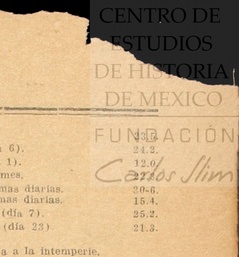 CENTRO DE
ESTUDIOS
DE HISTORIA
DE MEXICO
FUNDACIÓN
Carlos Slim
6). 24.2.
1). 12.0
mes.
mas diarias. 20-6.
mas diarias. 15.4.
(día 7). 25.2.
(día 23). 21.3.
a a la intemperie,